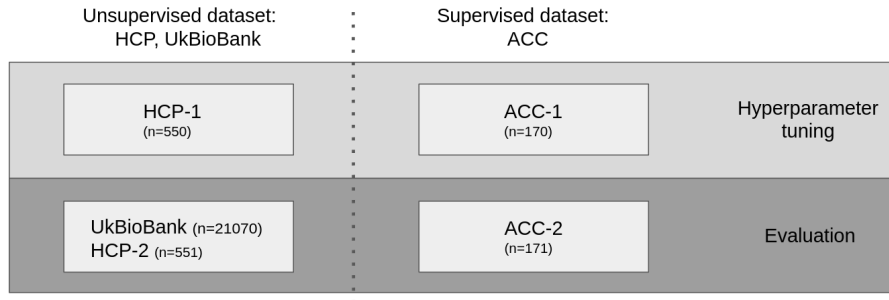 Unsupervised dataset:
HCP, UkBioBank
Supervised dataset:
ACC
HCP-1
(n=550)
ACC-1
(n=170)
Hyperparameter
tuning
UkBioBank (n=21070)
HCP-2 (n=551)
ACC-2
(n=171)
Evaluation